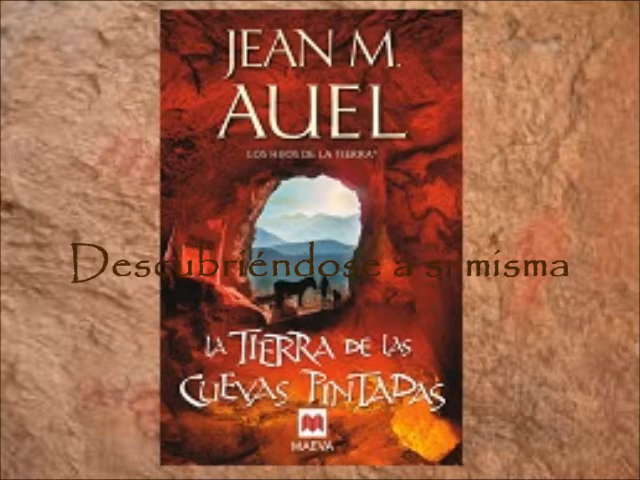 JEAN M.
AUEL
LOS HIJOS DE LA TIERRA®
Descubriéndose a sí misma
LA TIERRA DE LAS
CUEVAS PINTADAS
MAEVA